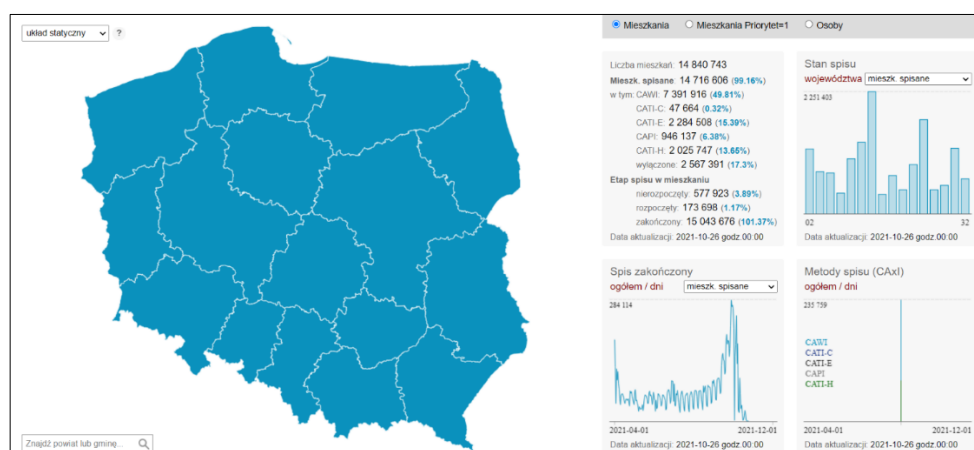 układ statyczny
?
Mieszkania
Mieszkania Priorytet=1
Osoby
Liczba mieszkań: 14 840 743
Mieszk. spisane: 14 716 606 (99.16%)
w tym: CAWI: 7 391 916 (49.81%)
CATI-C: 47 664 (0.32%)
CATI-E: 2 284 508 (15.39%)
CAPI: 946 137 (6.38%)
CATI-H: 2 025 747 (13.65%)
wyłączone: 2 567 391 (17.3%)
Etap spisu w mieszkaniu
nierozpoczęty: 577 923 (3.89%)
rozpoczęty: 173 698 (1.17%)
zakończony: 15 043 676 (101.37%)
Data aktualizacji: 2021-10-26 godz.00:00
Stan spisu
województwa mieszk. spisane
2 251 403
02 32
Data aktualizacji: 2021-10-26 godz.00:00
Spis zakończony
ogółem / dni mieszk. spisane
284 114
2021-04-01 2021-12-01
Data aktualizacji: 2021-10-26 godz.00:00
Metody spisu (CAxI)
ogółem / dni
235 759
CAWI
CATI-C
CATI-E
CAPI
CATI-H
2021-04-01 2021-12-01
Data aktualizacji: 2021-10-26 godz.00:00
Znajdź powiat lub gminę...